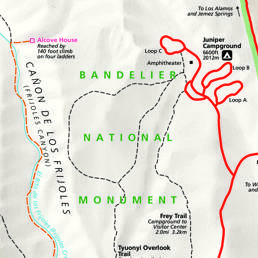 To Los Alamos
and Jemez Springs
Alcove House
Reached by
140 foot climb
on four ladders
Juniper
Campground
6600ft
2012m
Loop C
Amphitheater
Loop B
Loop A
BANDELIER
NATIONAL
MONUMENT
CAÑON DE LOS FRIJOLES
(FRIJOLES CANYON)
Frey Trail
Campground to
Visitor Center
2.0mi 3.2km
Tyuonyi Overlook
Trail